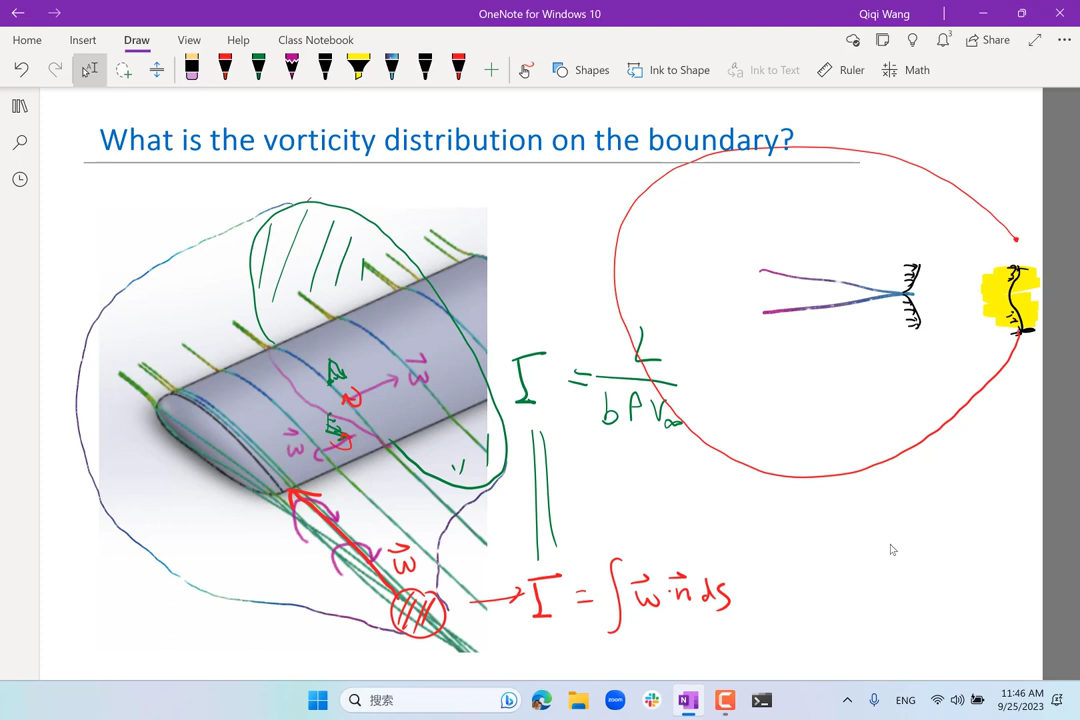 OneNote for Windows 10
Qiqi Wang
Home Insert Draw View Help Class Notebook
Share
Shapes
Ink to Shape
Ink to Text
Ruler
Math
What is the vorticity distribution on the boundary?
L
Γ = b ρ V∞
ω
ω
ω
Γ = ∫ ω · n ds
搜索
zoom
ENG
11:46 AM
9/25/2023